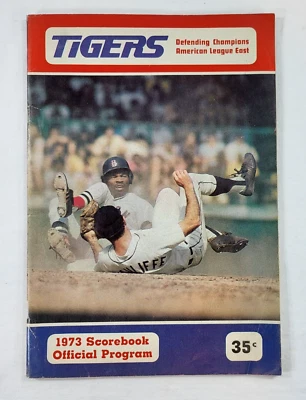 TIGERS
Defending Champions
American League East
1973 Scorebook
Official Program
35¢